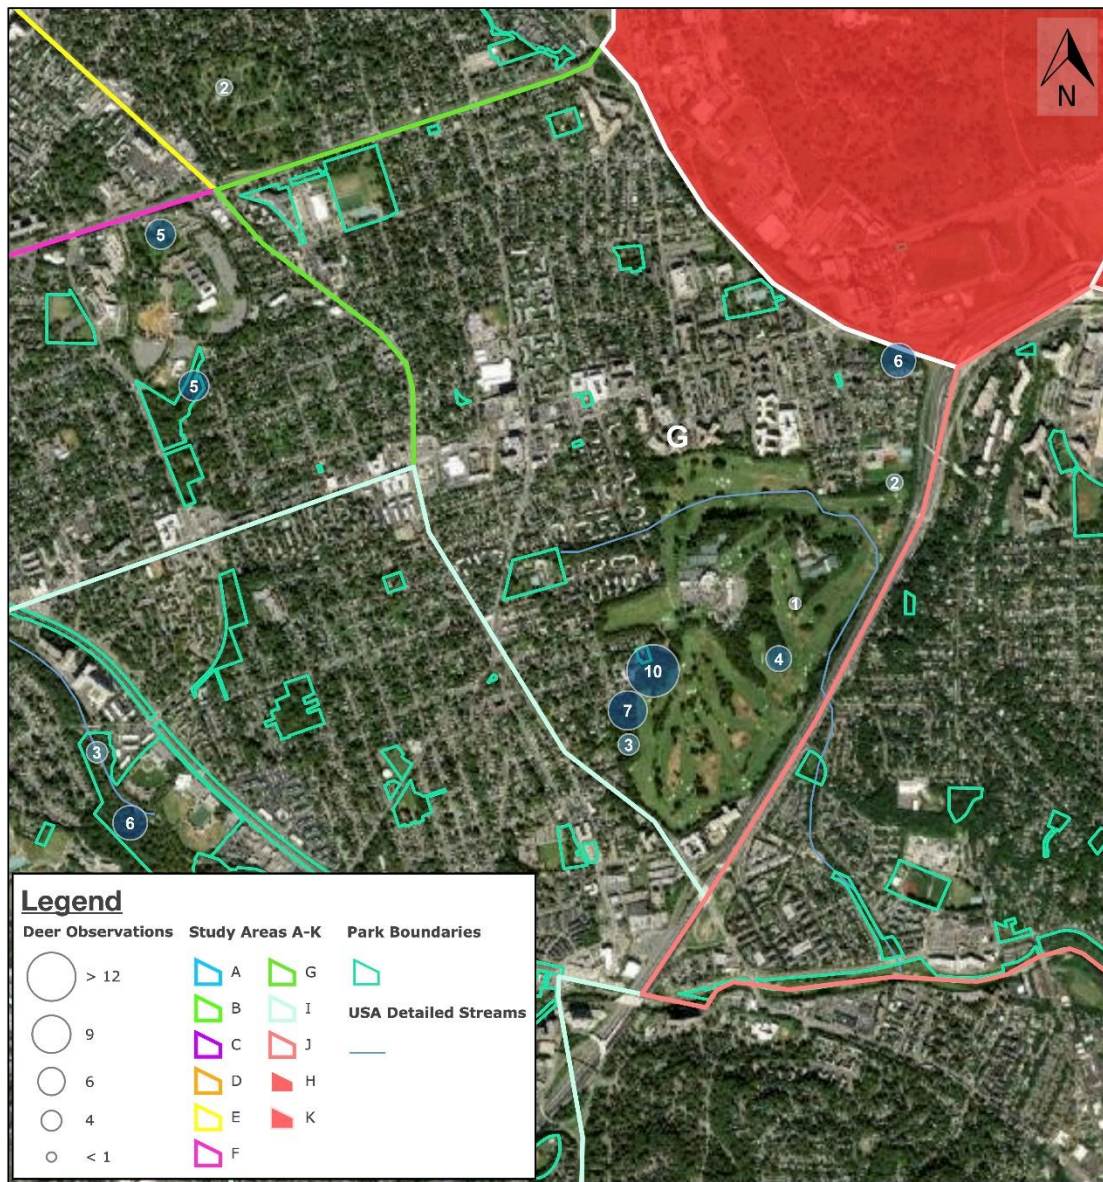 N
2
5
5
6
G
2
1
4
10
7
3
3
6
Legend
Deer Observations
Study Areas A-K
Park Boundaries
> 12
A
G
9
B
I
USA Detailed Streams
C
J
6
D
H
4
E
K
< 1
F